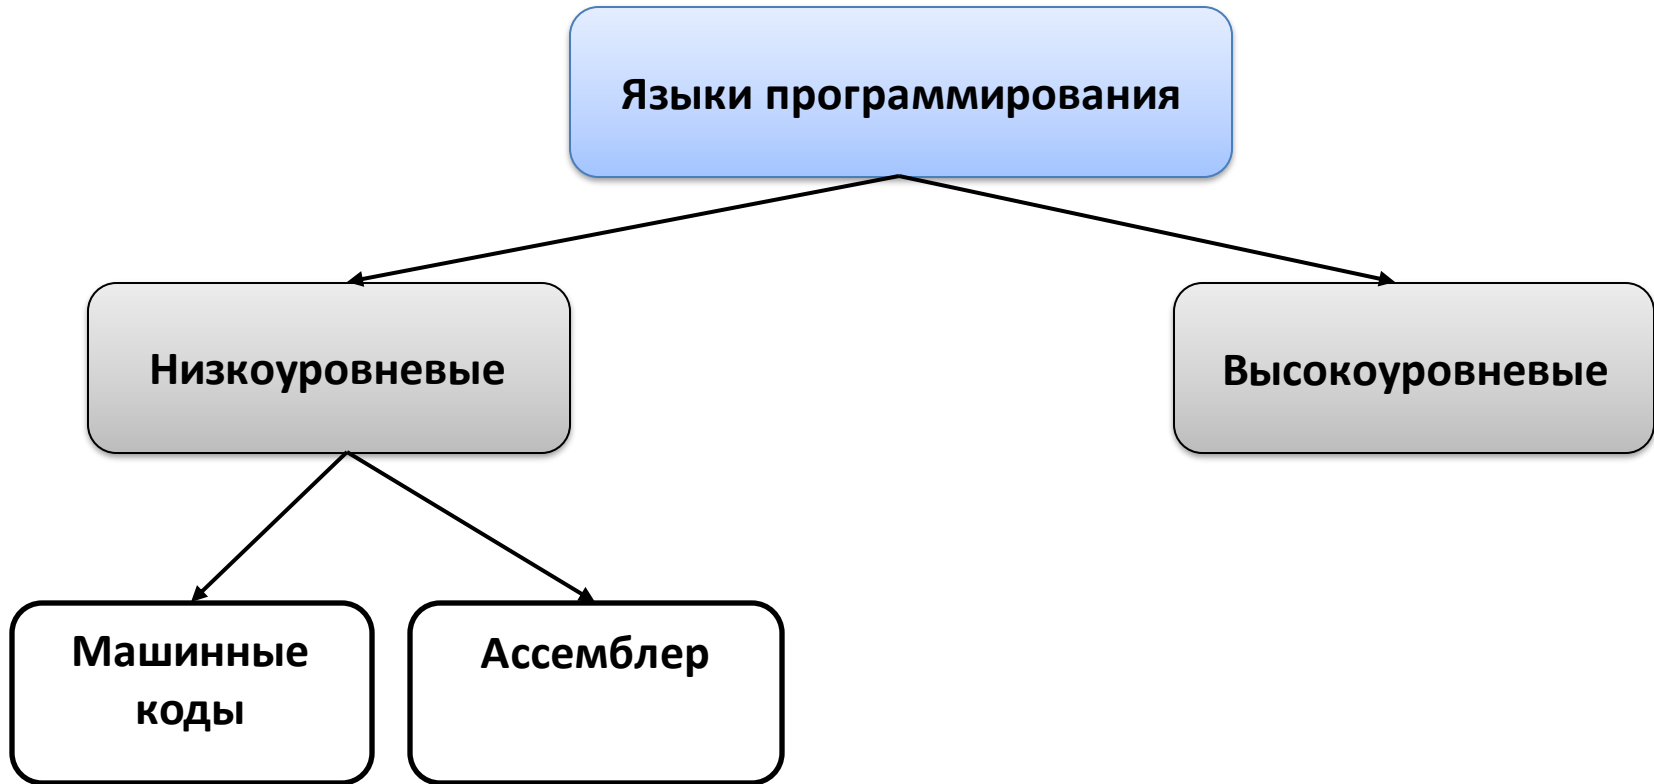 Языки программирования
Низкоуровневые
Высокоуровневые
Машинные
коды
Ассемблер